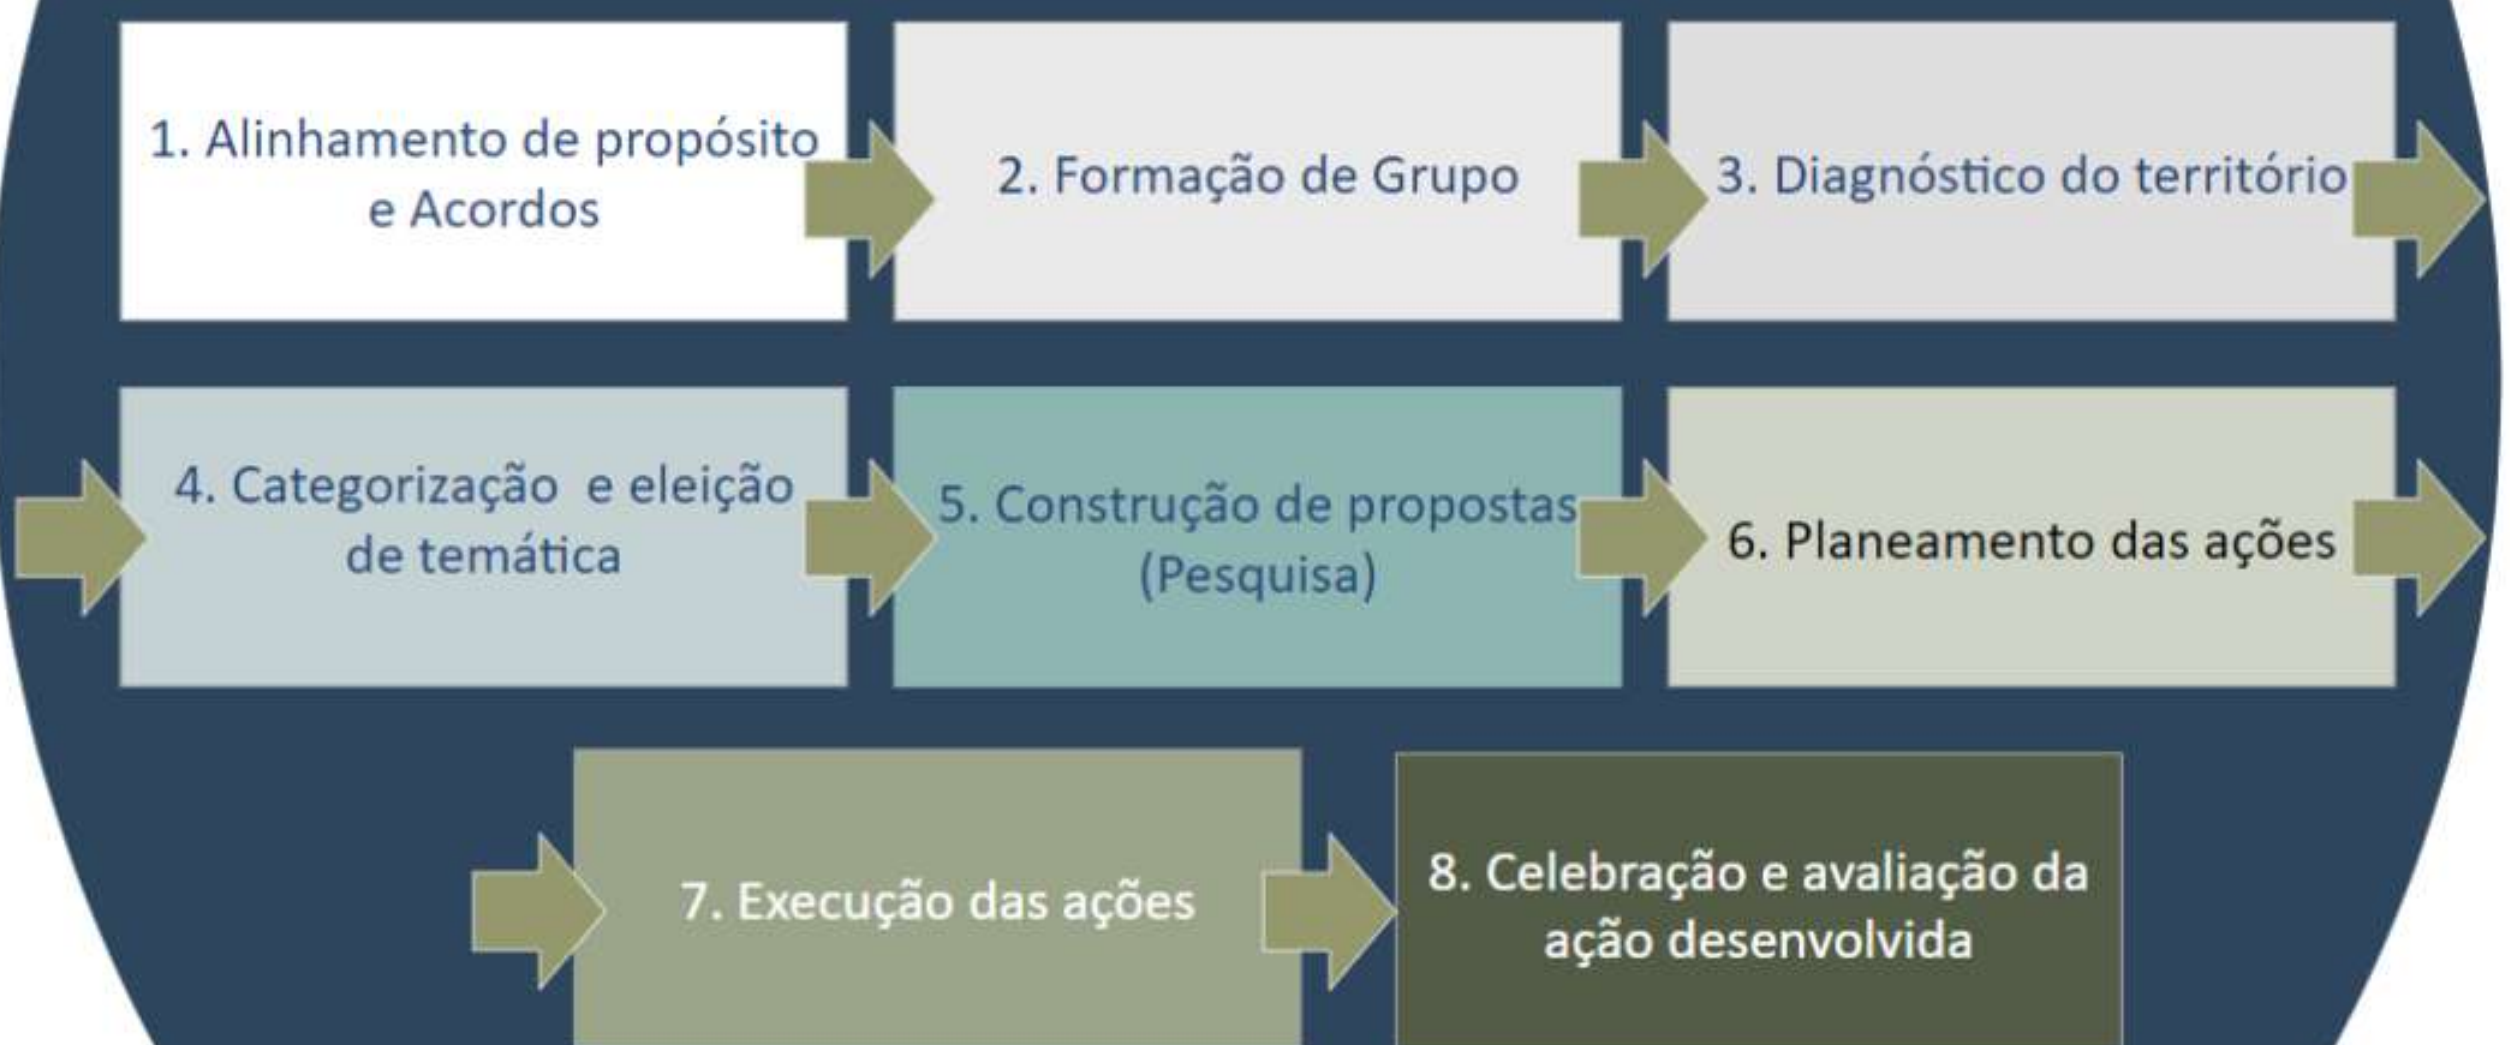 1. Alinhamento de propósito
e Acordos
2. Formação de Grupo
3. Diagnóstico do território
4. Categorização  e eleição
de temática
5. Construção de propostas
(Pesquisa)
6. Planeamento das ações
7. Execução das ações
8. Celebração e avaliação da
ação desenvolvida